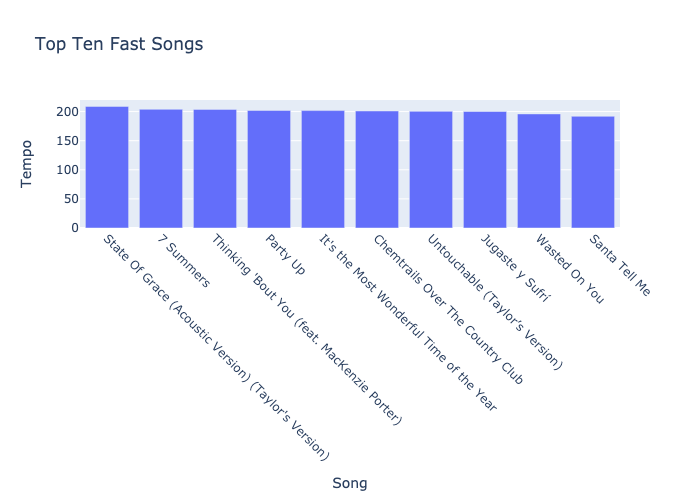 Top Ten Fast Songs
Tempo
200
150
100
50
0
State Of Grace (Acoustic Version) (Taylor's Version)
7 Summers
Thinking 'Bout You (feat. MacKenzie Porter)
Party Up
It's the Most Wonderful Time of the Year
Chemtrails Over The Country Club
Untouchable (Taylor's Version)
Jugaste y Sufrí
Wasted On You
Santa Tell Me
Song